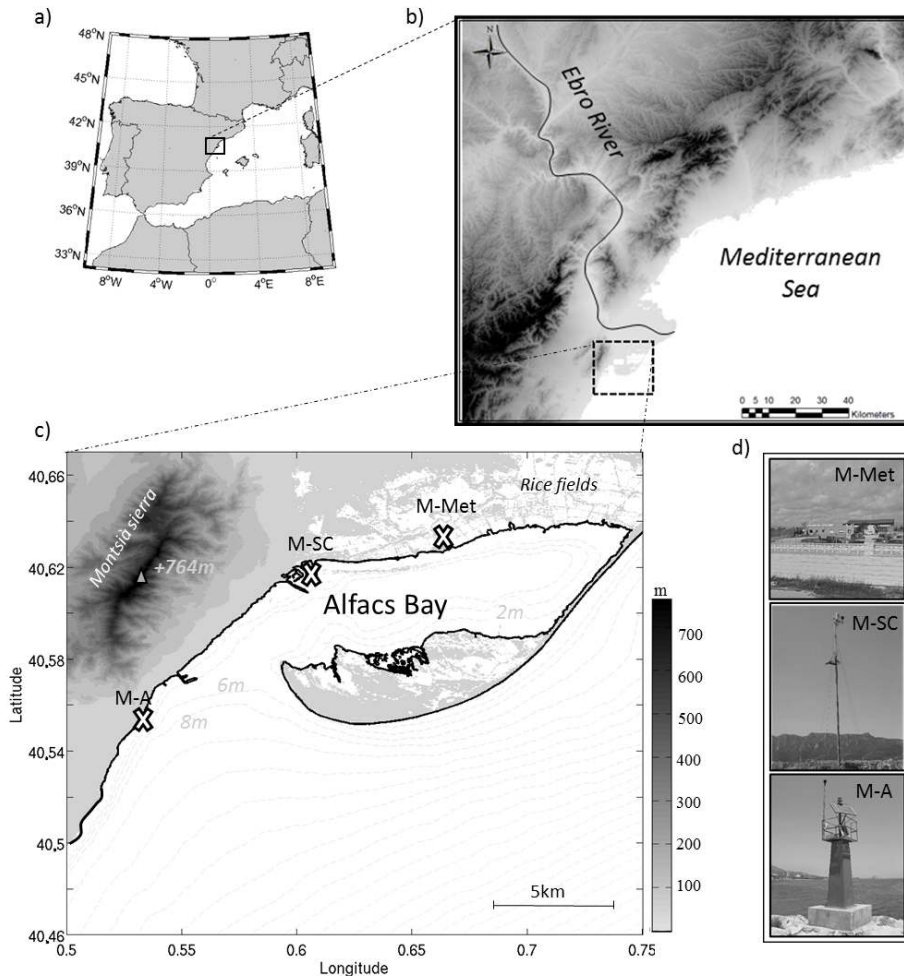 a)
48°N
45°N
42°N
39°N
36°N
33°N
8°W
4°W
0°
4°E
8°E
b)
N
Ebro River
Mediterranean
Sea
0 5 10 20 30 40
Kilometers
c)
40.66
40.62
40.58
40.54
40.5
40.46
Latitude
0.5 0.55 0.6 0.65 0.7 0.75
Longitude
Montsià sierra
+764m
Rice fields
M-Met
M-SC
Alfacs Bay
2m
6m
M-A
8m
5km
m
700
600
500
400
300
200
100
d)
M-Met
M-SC
M-A